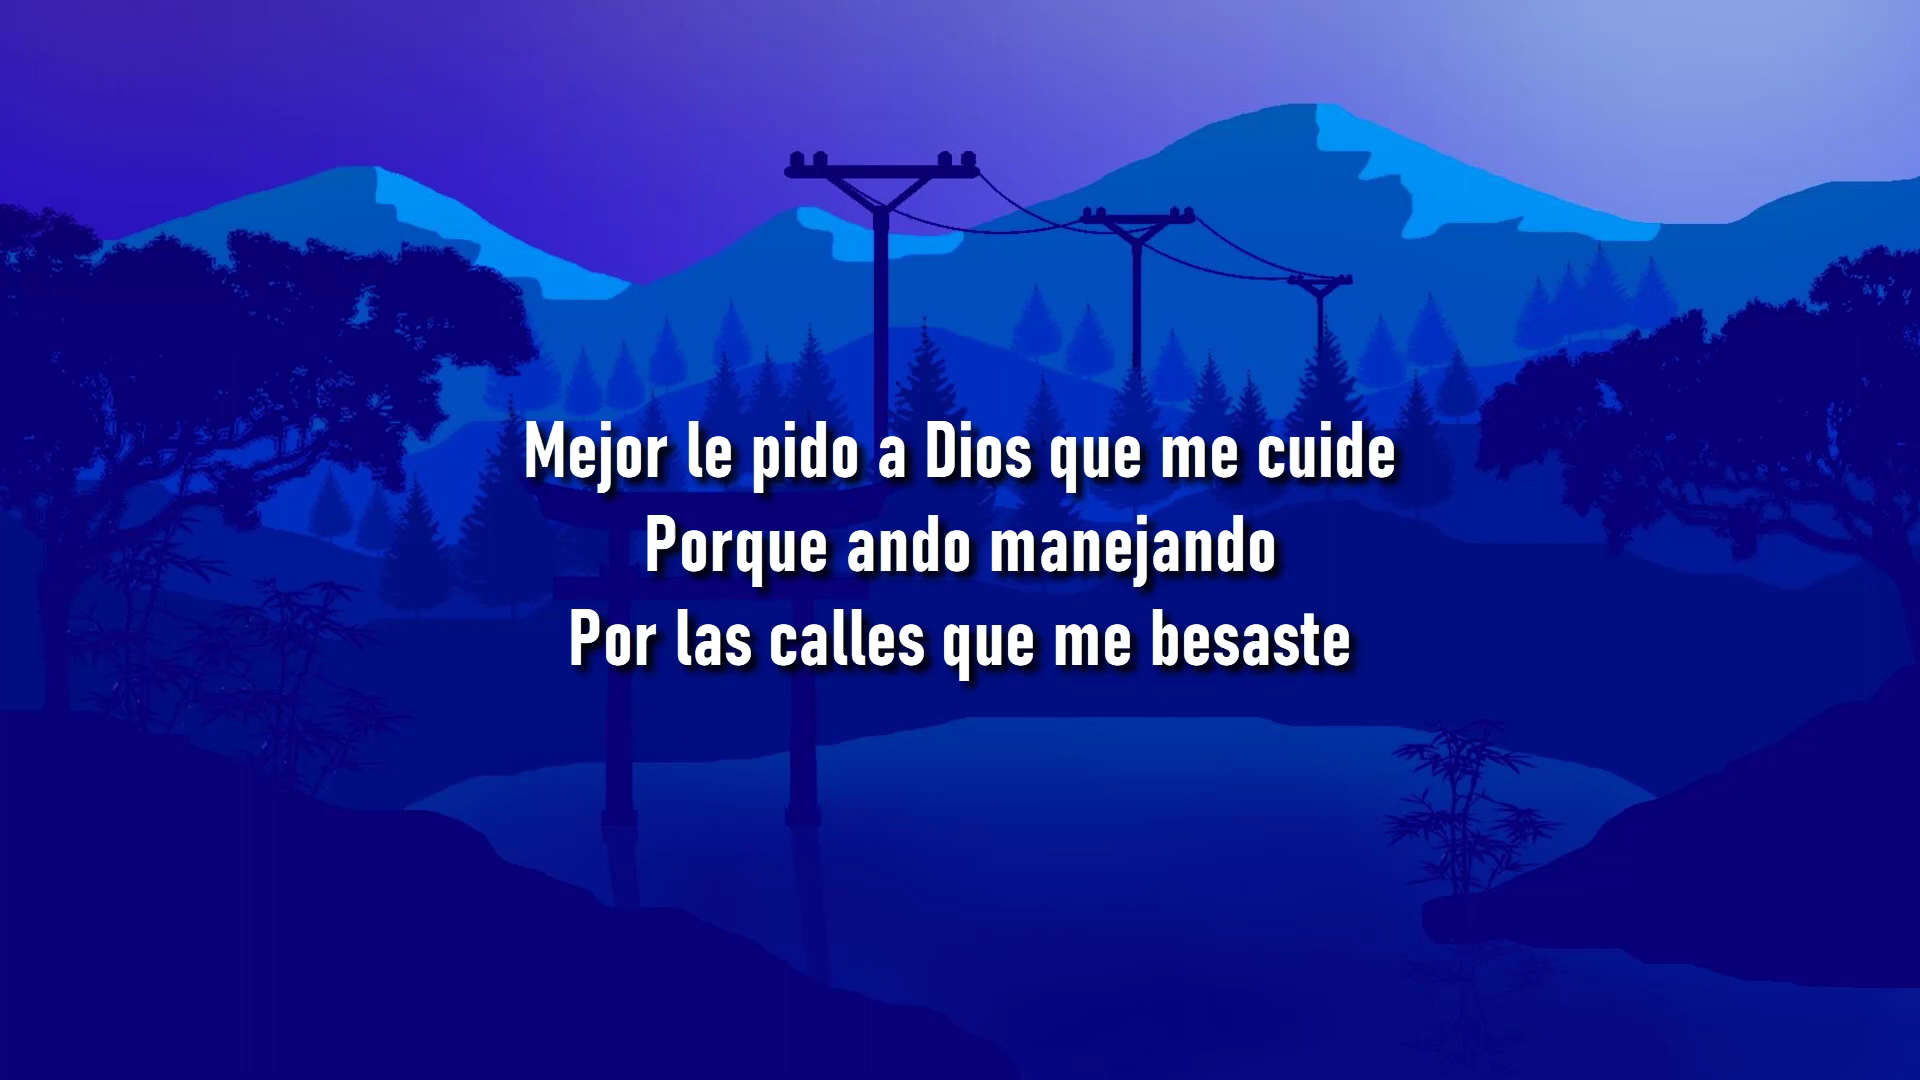 Mejor le pido a Dios que me cuide
Porque ando manejando
Por las calles que me besaste